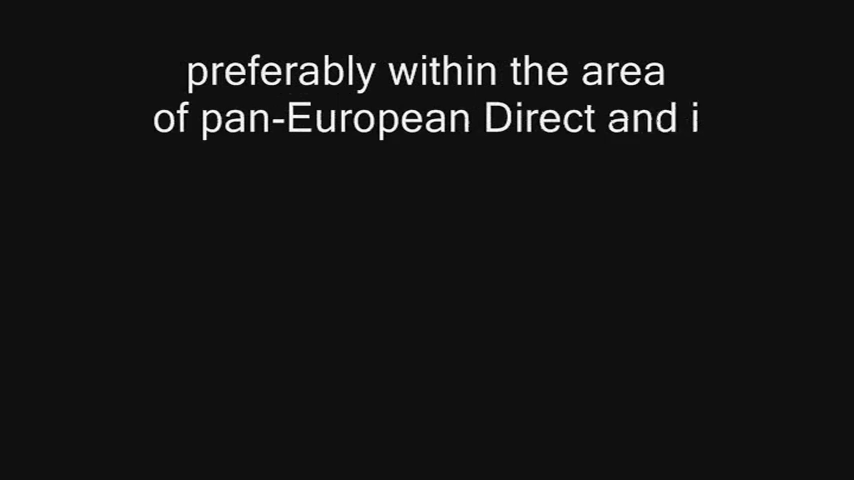 preferably within the area
of pan-European Direct and i